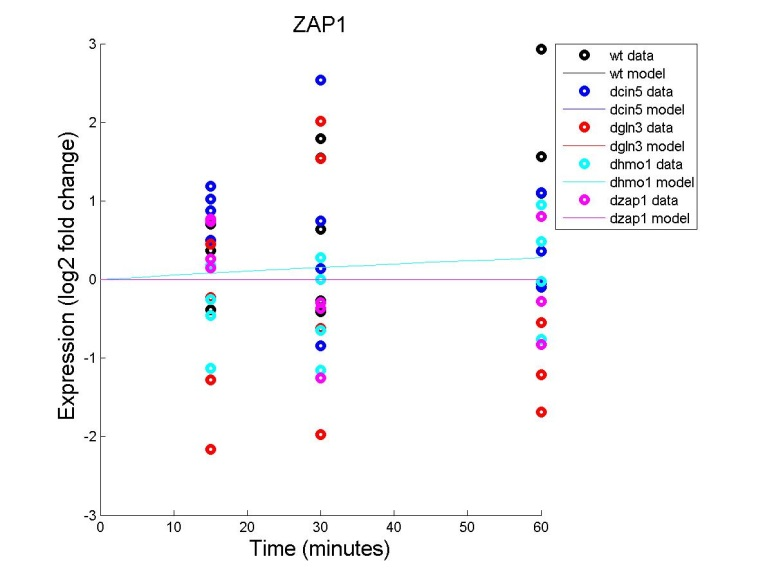 ZAP1
3
2
1
0
-1
-2
-3
0 10 20 30 40 50 60
Expression (log2 fold change)
Time (minutes)
wt data
wt model
dcin5 data
dcin5 model
dgln3 data
dgln3 model
dhmo1 data
dhmo1 model
dzap1 data
dzap1 model